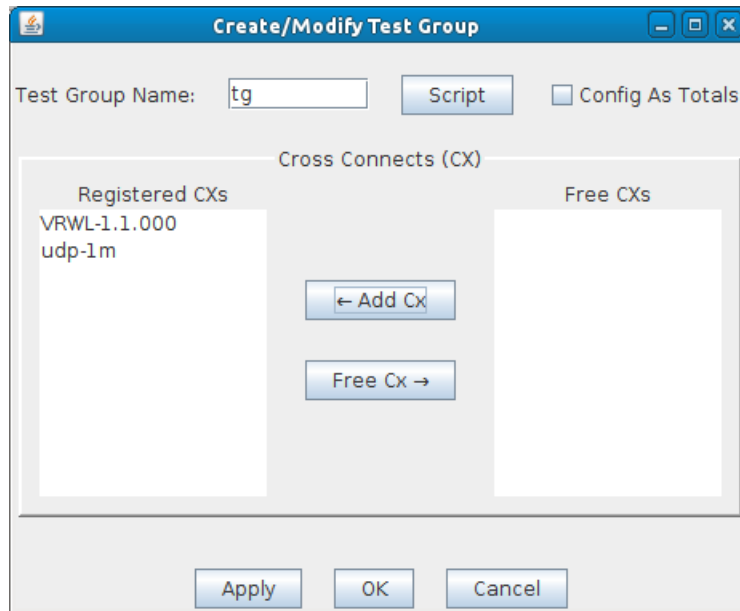 Create/Modify Test Group
Test Group Name: tg Script Config As Totals
Cross Connects (CX)
Registered CXs Free CXs
VRWL-1.1.000
udp-1m
← Add Cx
Free Cx →
Apply OK Cancel